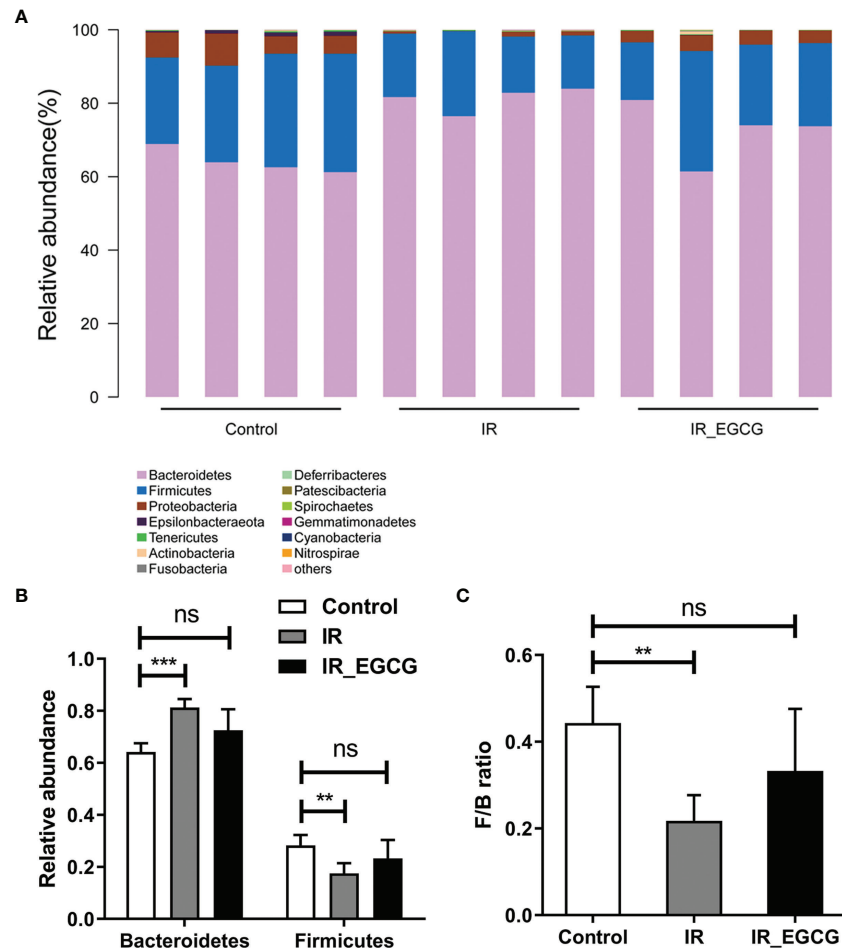 A
Relative abundance(%)
100
80
60
40
20
0
Control
IR
IR_EGCG
Bacteroidetes
Firmicutes
Proteobacteria
Epsilonbacteraeota
Tenericutes
Actinobacteria
Fusobacteria
Deferribacteres
Patescibacteria
Spirochaetes
Gemmatimonadetes
Cyanobacteria
Nitrospirae
others
B
Relative abundance
1.0
0.8
0.6
0.4
0.2
0.0
ns
***
ns
**
Control
IR
IR_EGCG
Bacteroidetes
Firmicutes
C
F/B ratio
0.6
0.4
0.2
0.0
ns
**
Control
IR
IR_EGCG